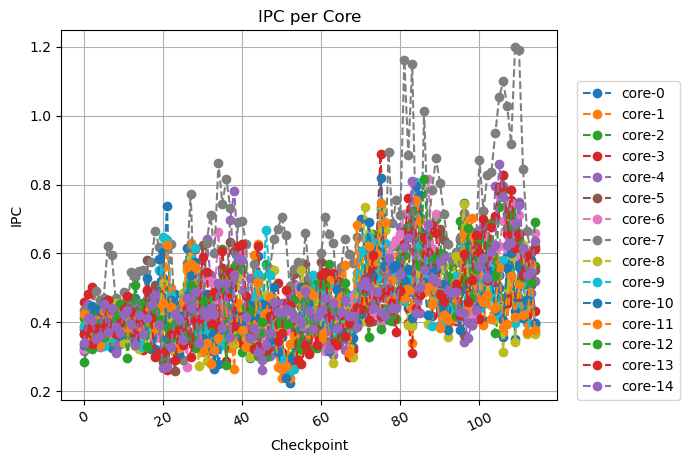 IPC per Core
1.2
1.0
0.8
0.6
0.4
0.2
IPC
0
20
40
60
80
100
Checkpoint
core-0
core-1
core-2
core-3
core-4
core-5
core-6
core-7
core-8
core-9
core-10
core-11
core-12
core-13
core-14